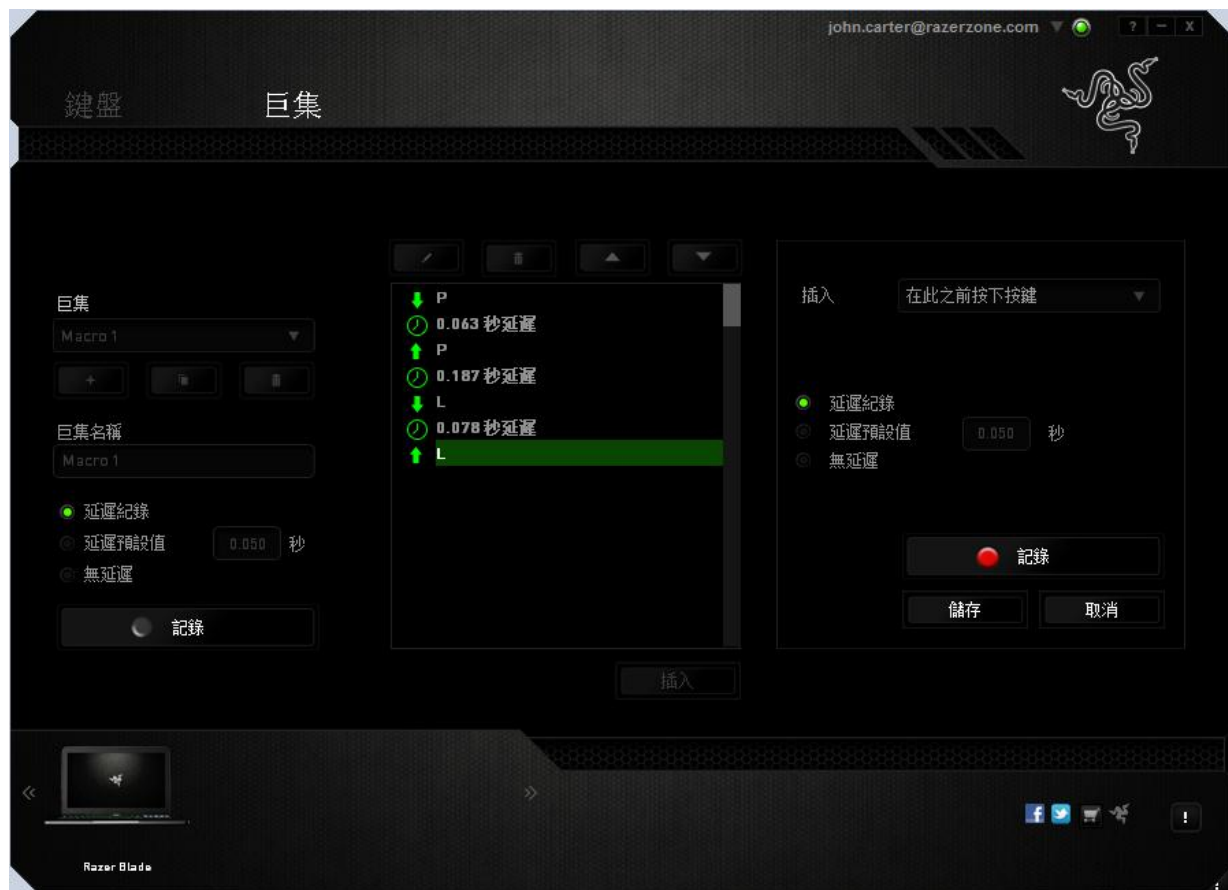 john.carter@razerzone.com
? — X
鍵盤
巨集
巨集
Macro 1
+
巨集名稱
Macro 1
延遲紀錄
延遲預設值 0.050 秒
無延遲
記錄
P
0.063 秒延遲
P
0.187 秒延遲
L
0.078 秒延遲
L
插入
插入 在此之前按下按鍵
延遲紀錄
延遲預設值 0.050 秒
無延遲
記錄
儲存 取消
« »
Razer Blade
f
!